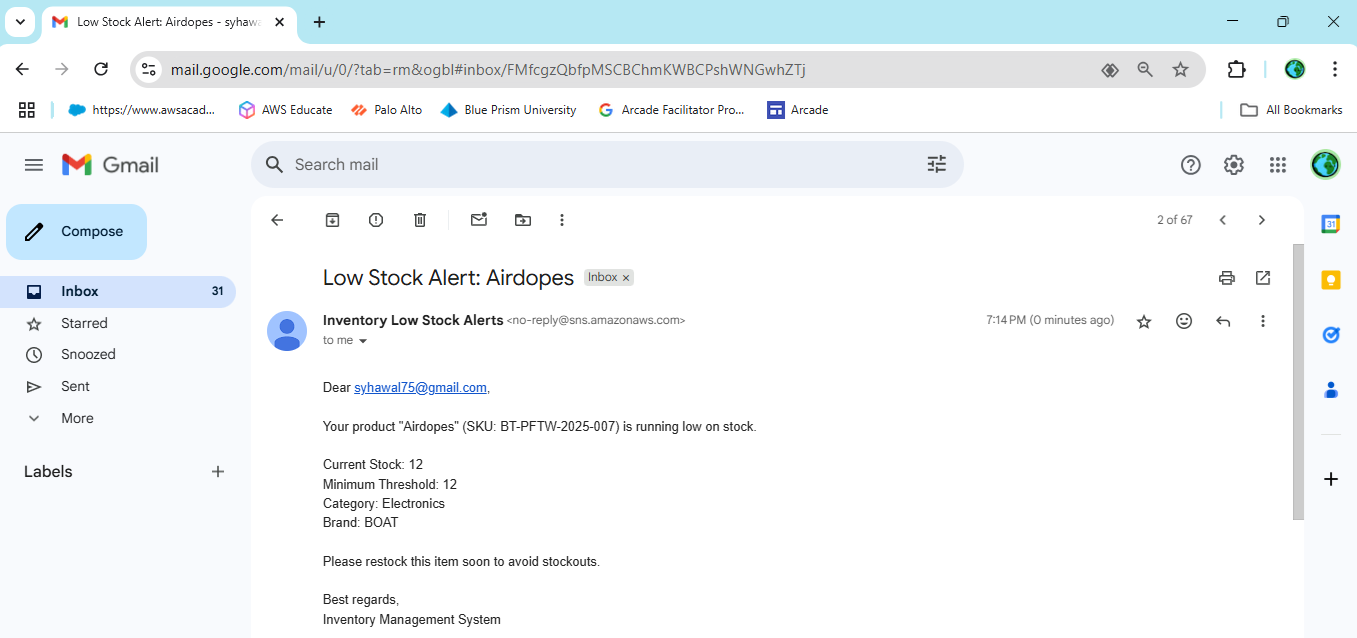 Low Stock Alert: Airdopes - syhaw
mail.google.com/mail/u/0/?tab=rm&ogbl#inbox/FMfcgzQbfpMSCBChmKWBCPshWNGwhZTj
https://www.awsacad... AWS Educate Palo Alto Blue Prism University Arcade Facilitator Pro... Arcade All Bookmarks
Gmail Search mail
Compose
2 of 67
Inbox 31
Starred
Snoozed
Sent
More
Labels
Low Stock Alert: Airdopes Inbox ×
Inventory Low Stock Alerts <no-reply@sns.amazonaws.com> 7:14 PM (0 minutes ago)
to me
Dear syhawal75@gmail.com,
Your product "Airdopes" (SKU: BT-PFTW-2025-007) is running low on stock.
Current Stock: 12
Minimum Threshold: 12
Category: Electronics
Brand: BOAT
Please restock this item soon to avoid stockouts.
Best regards,
Inventory Management System
31